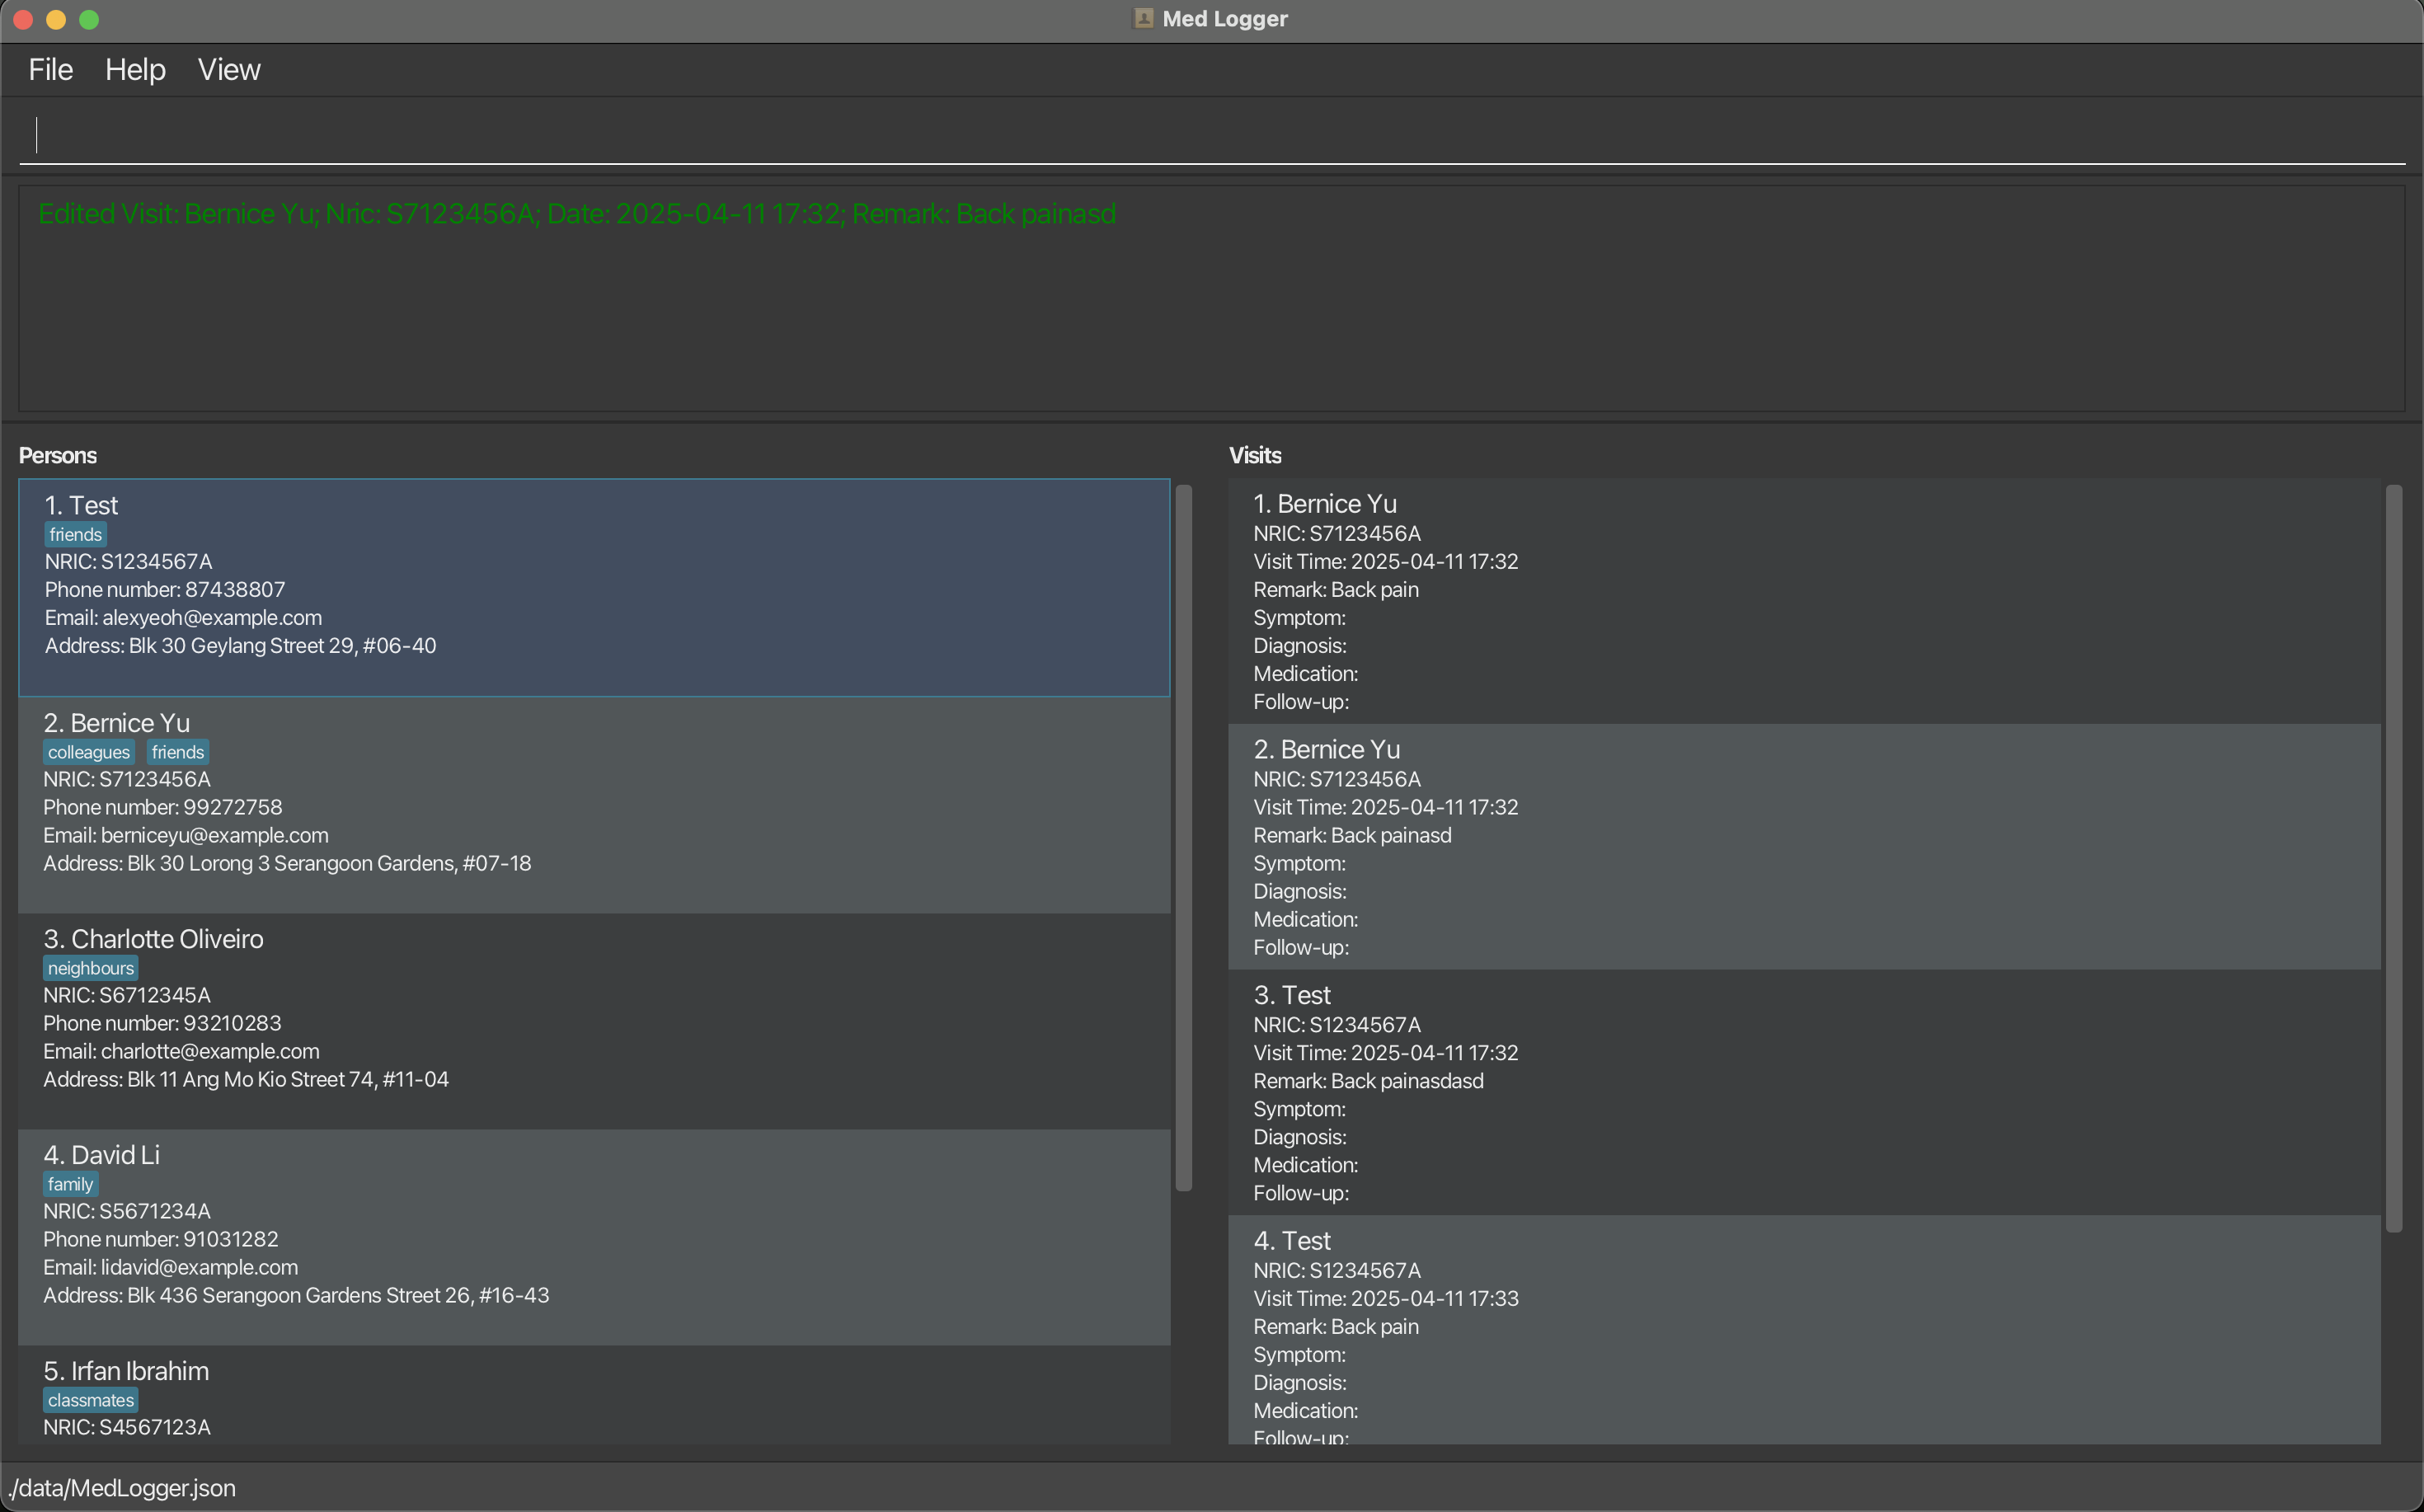 Med Logger
File Help View
Edited Visit: Bernice Yu; Nric: S7123456A; Date: 2025-04-11 17:32; Remark: Back painasd
Persons
1. Test
friends
NRIC: S1234567A
Phone number: 87438807
Email: alexyeoh@example.com
Address: Blk 30 Geylang Street 29, #06-40
2. Bernice Yu
colleagues friends
NRIC: S7123456A
Phone number: 99272758
Email: berniceyu@example.com
Address: Blk 30 Lorong 3 Serangoon Gardens, #07-18
3. Charlotte Oliveiro
neighbours
NRIC: S6712345A
Phone number: 93210283
Email: charlotte@example.com
Address: Blk 11 Ang Mo Kio Street 74, #11-04
4. David Li
family
NRIC: S5671234A
Phone number: 91031282
Email: lidavid@example.com
Address: Blk 436 Serangoon Gardens Street 26, #16-43
5. Irfan Ibrahim
classmates
NRIC: S4567123A
Visits
1. Bernice Yu
NRIC: S7123456A
Visit Time: 2025-04-11 17:32
Remark: Back pain
Symptom:
Diagnosis:
Medication:
Follow-up:
2. Bernice Yu
NRIC: S7123456A
Visit Time: 2025-04-11 17:32
Remark: Back painasd
Symptom:
Diagnosis:
Medication:
Follow-up:
3. Test
NRIC: S1234567A
Visit Time: 2025-04-11 17:32
Remark: Back painasdasd
Symptom:
Diagnosis:
Medication:
Follow-up:
4. Test
NRIC: S1234567A
Visit Time: 2025-04-11 17:33
Remark: Back pain
Symptom:
Diagnosis:
Medication:
Follow-up:
./data/MedLogger.json